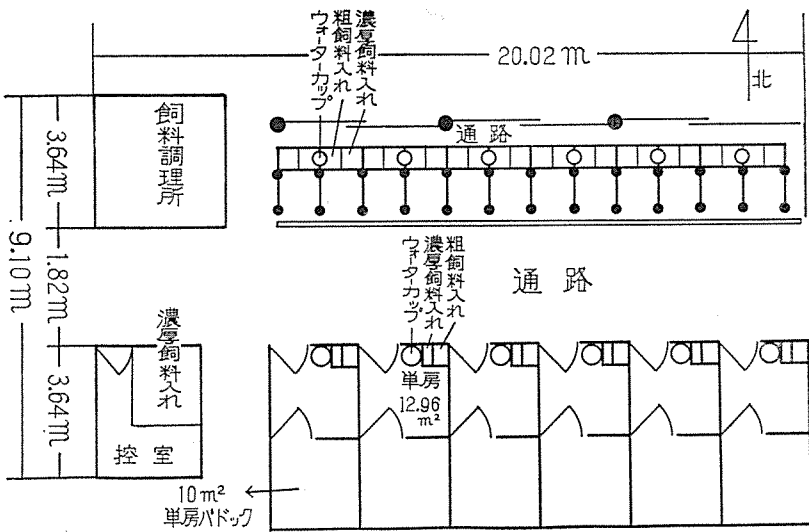 20.02m
北
濃厚飼料入れ
粗飼料入れ
ウォーターカップ
通路
飼料調理所
3.64m
1.82m
3.64m
9.10m
粗飼料入れ
濃厚飼料入れ
ウォーターカップ
通路
濃厚飼料入れ
控室
単房
12.96
m²
10m²
単房パドック